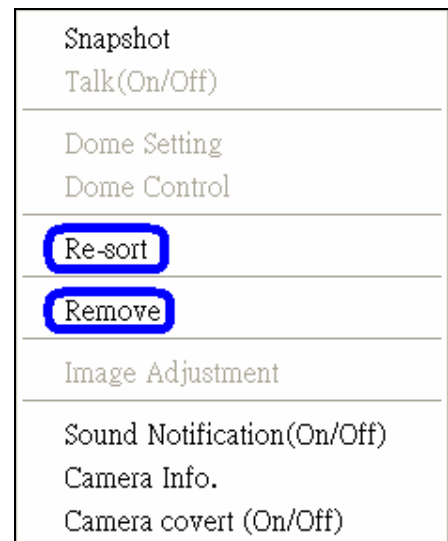 Snapshot
Talk(On/Off)
Dome Setting
Dome Control
Re-sort
Remove
Image Adjustment
Sound Notification(On/Off)
Camera Info.
Camera covert (On/Off)